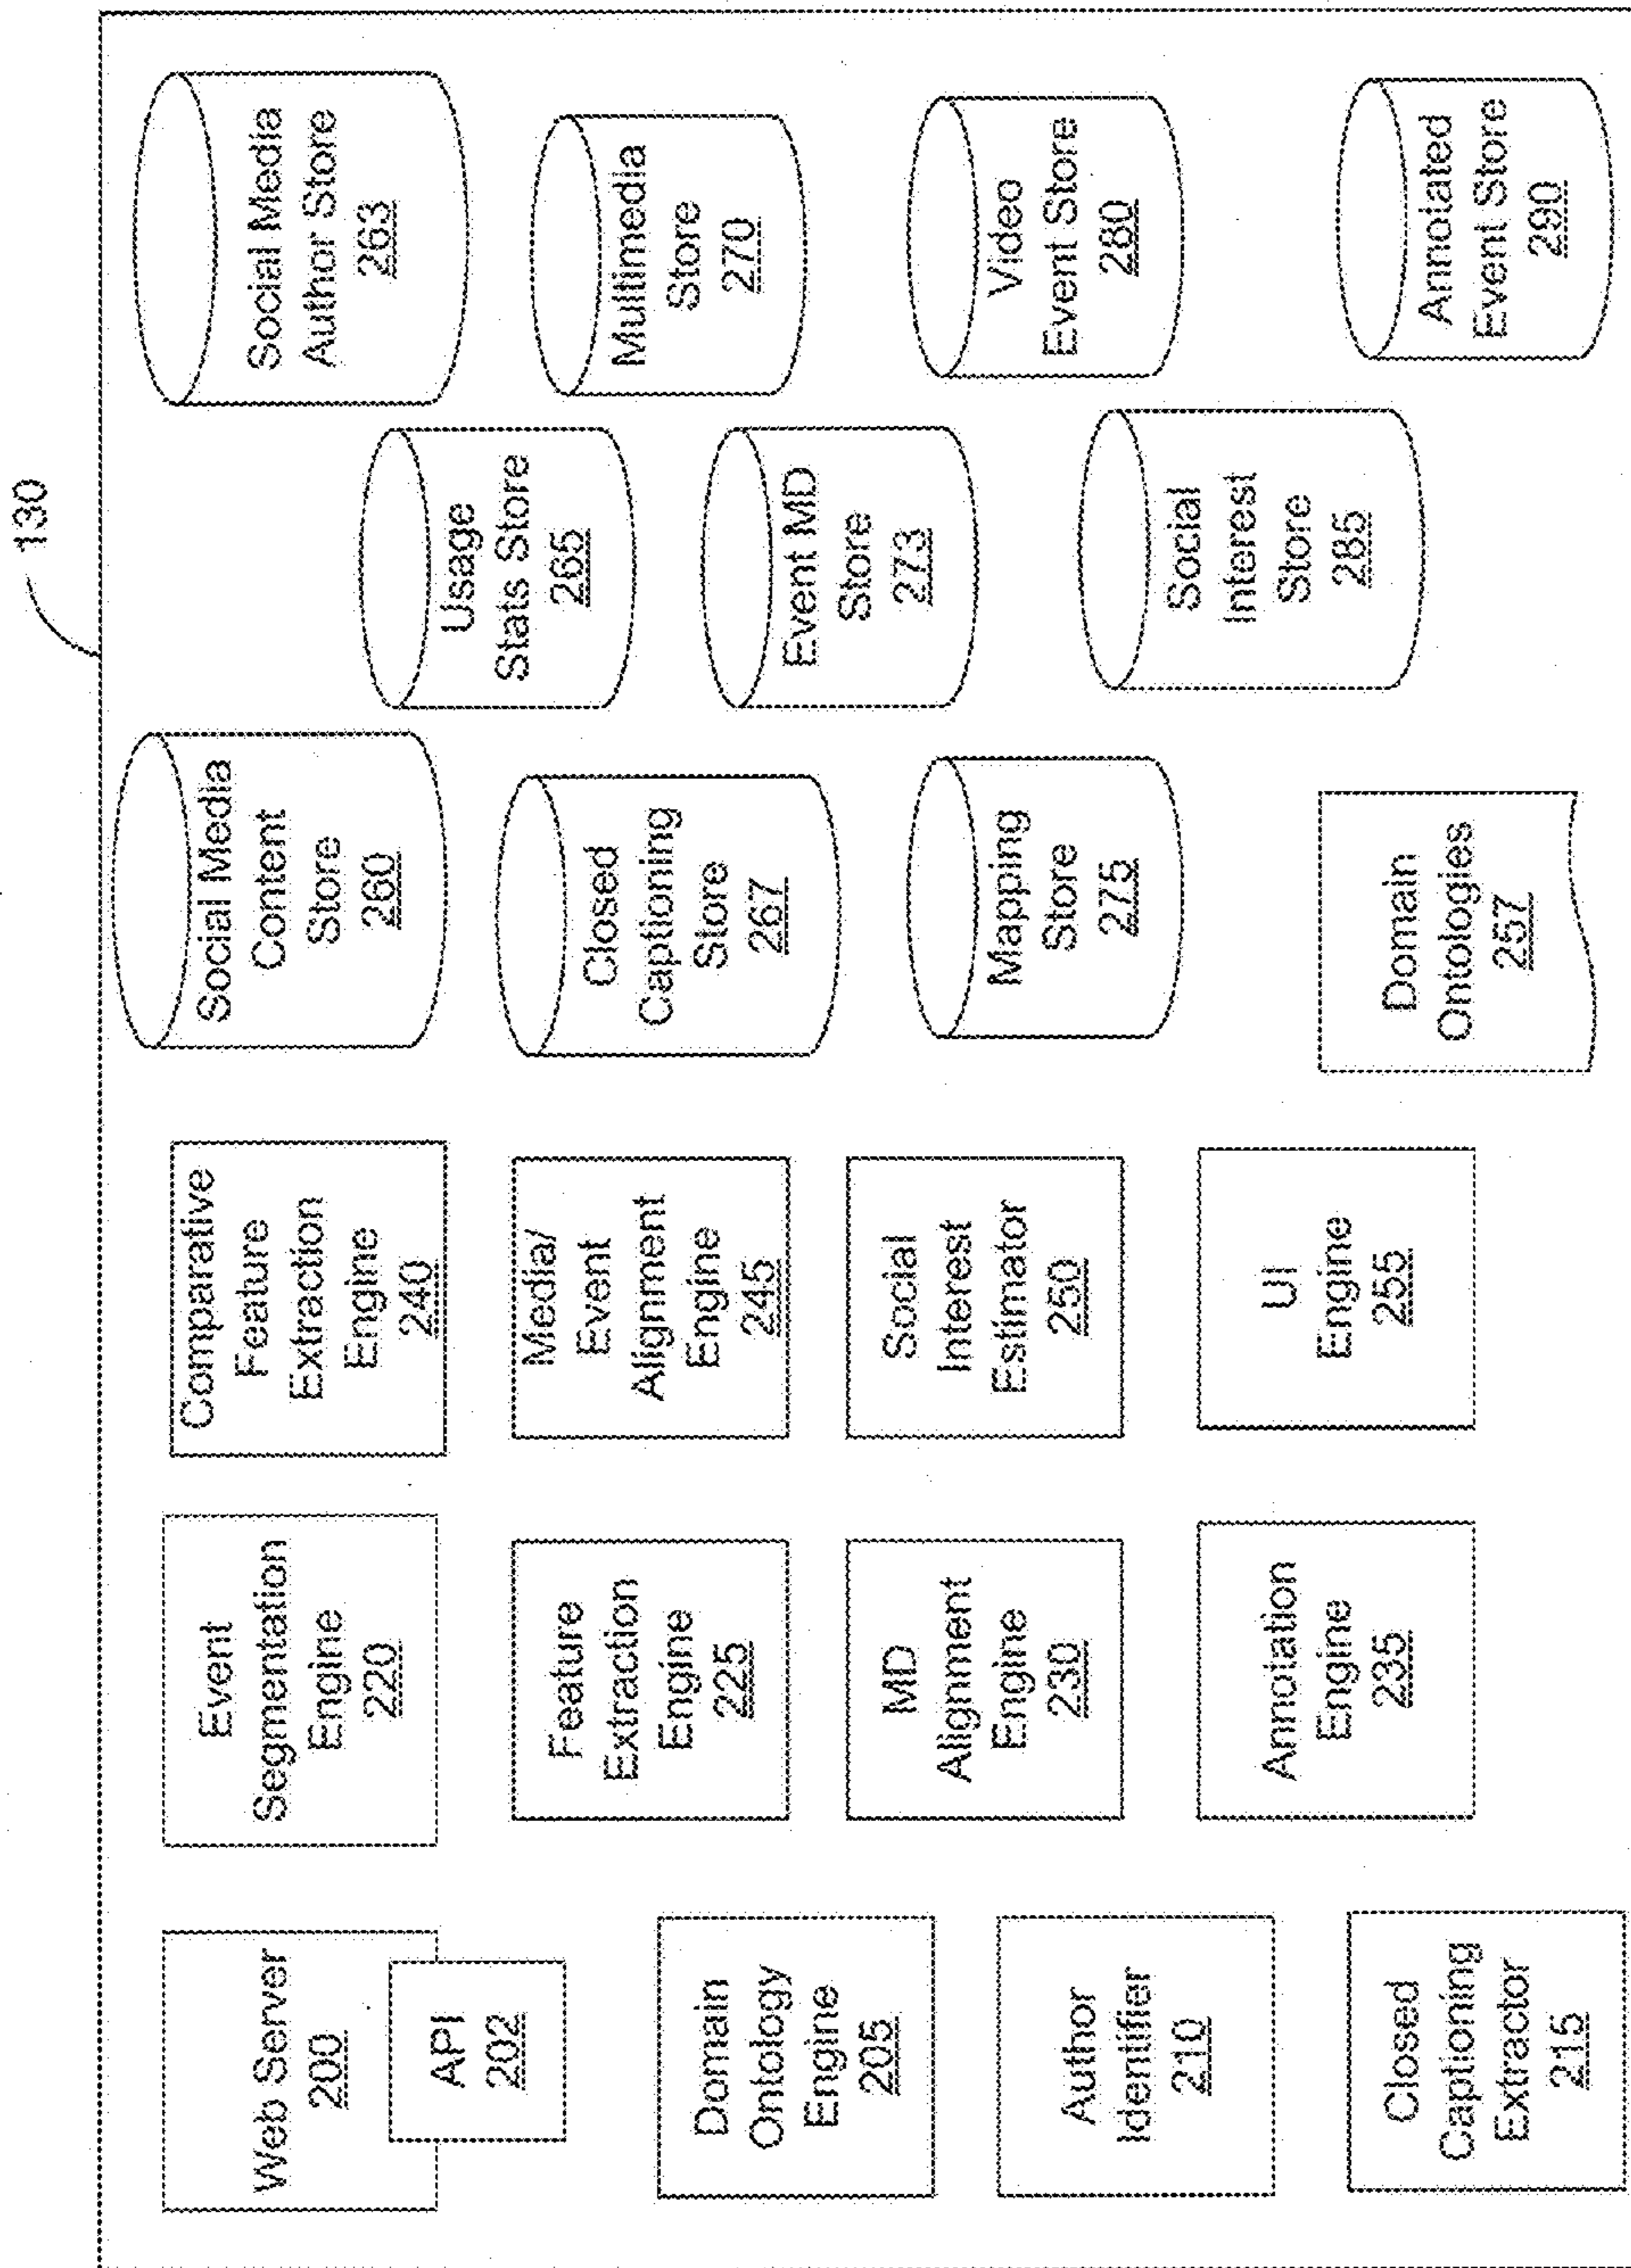 130
Web Server
200
API
202
Domain
Ontology
Engine
205
Author
Identifier
210
Closed
Captioning
Extractor
215
Event
Segmentation
Engine
220
Feature
Extraction
Engine
225
MD
Alignment
Engine
230
Annotation
Engine
235
Comparative
Feature
Extraction
Engine
240
Media/
Event
Alignment
Engine
245
Social
Interest
Estimator
250
UI
Engine
255
Social Media
Content
Store
260
Closed
Captioning
Store
267
Mapping
Store
275
Domain
Ontologies
257
Usage
Stats Store
265
Event MD
Store
273
Social
Interest
Store
285
Social Media
Author Store
263
Multimedia
Store
270
Video
Event Store
280
Annotated
Event Store
290